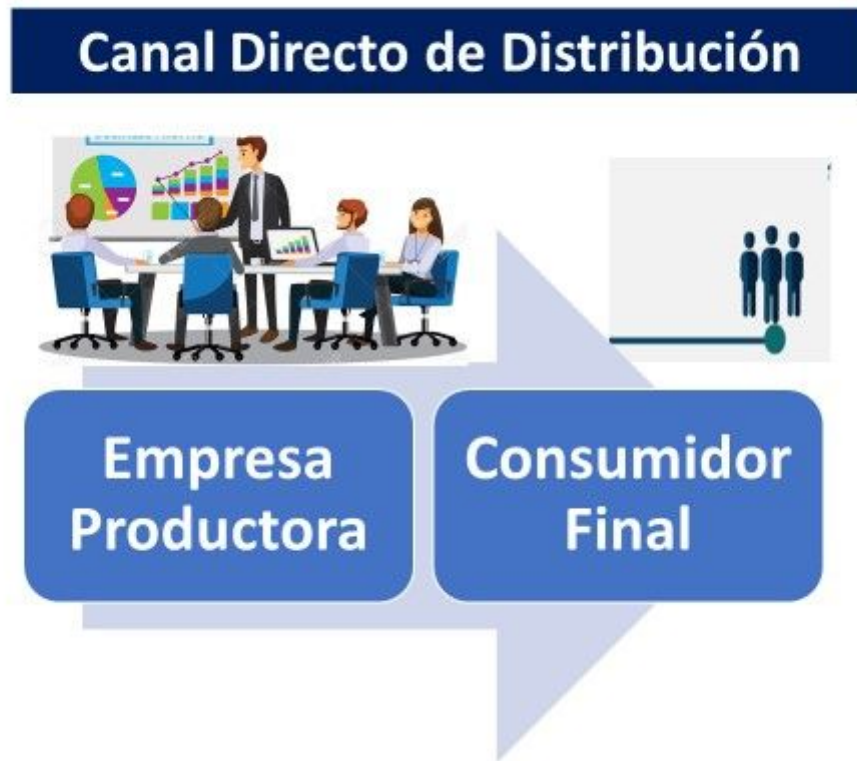 Canal Directo de Distribución
Empresa
Productora
Consumidor
Final